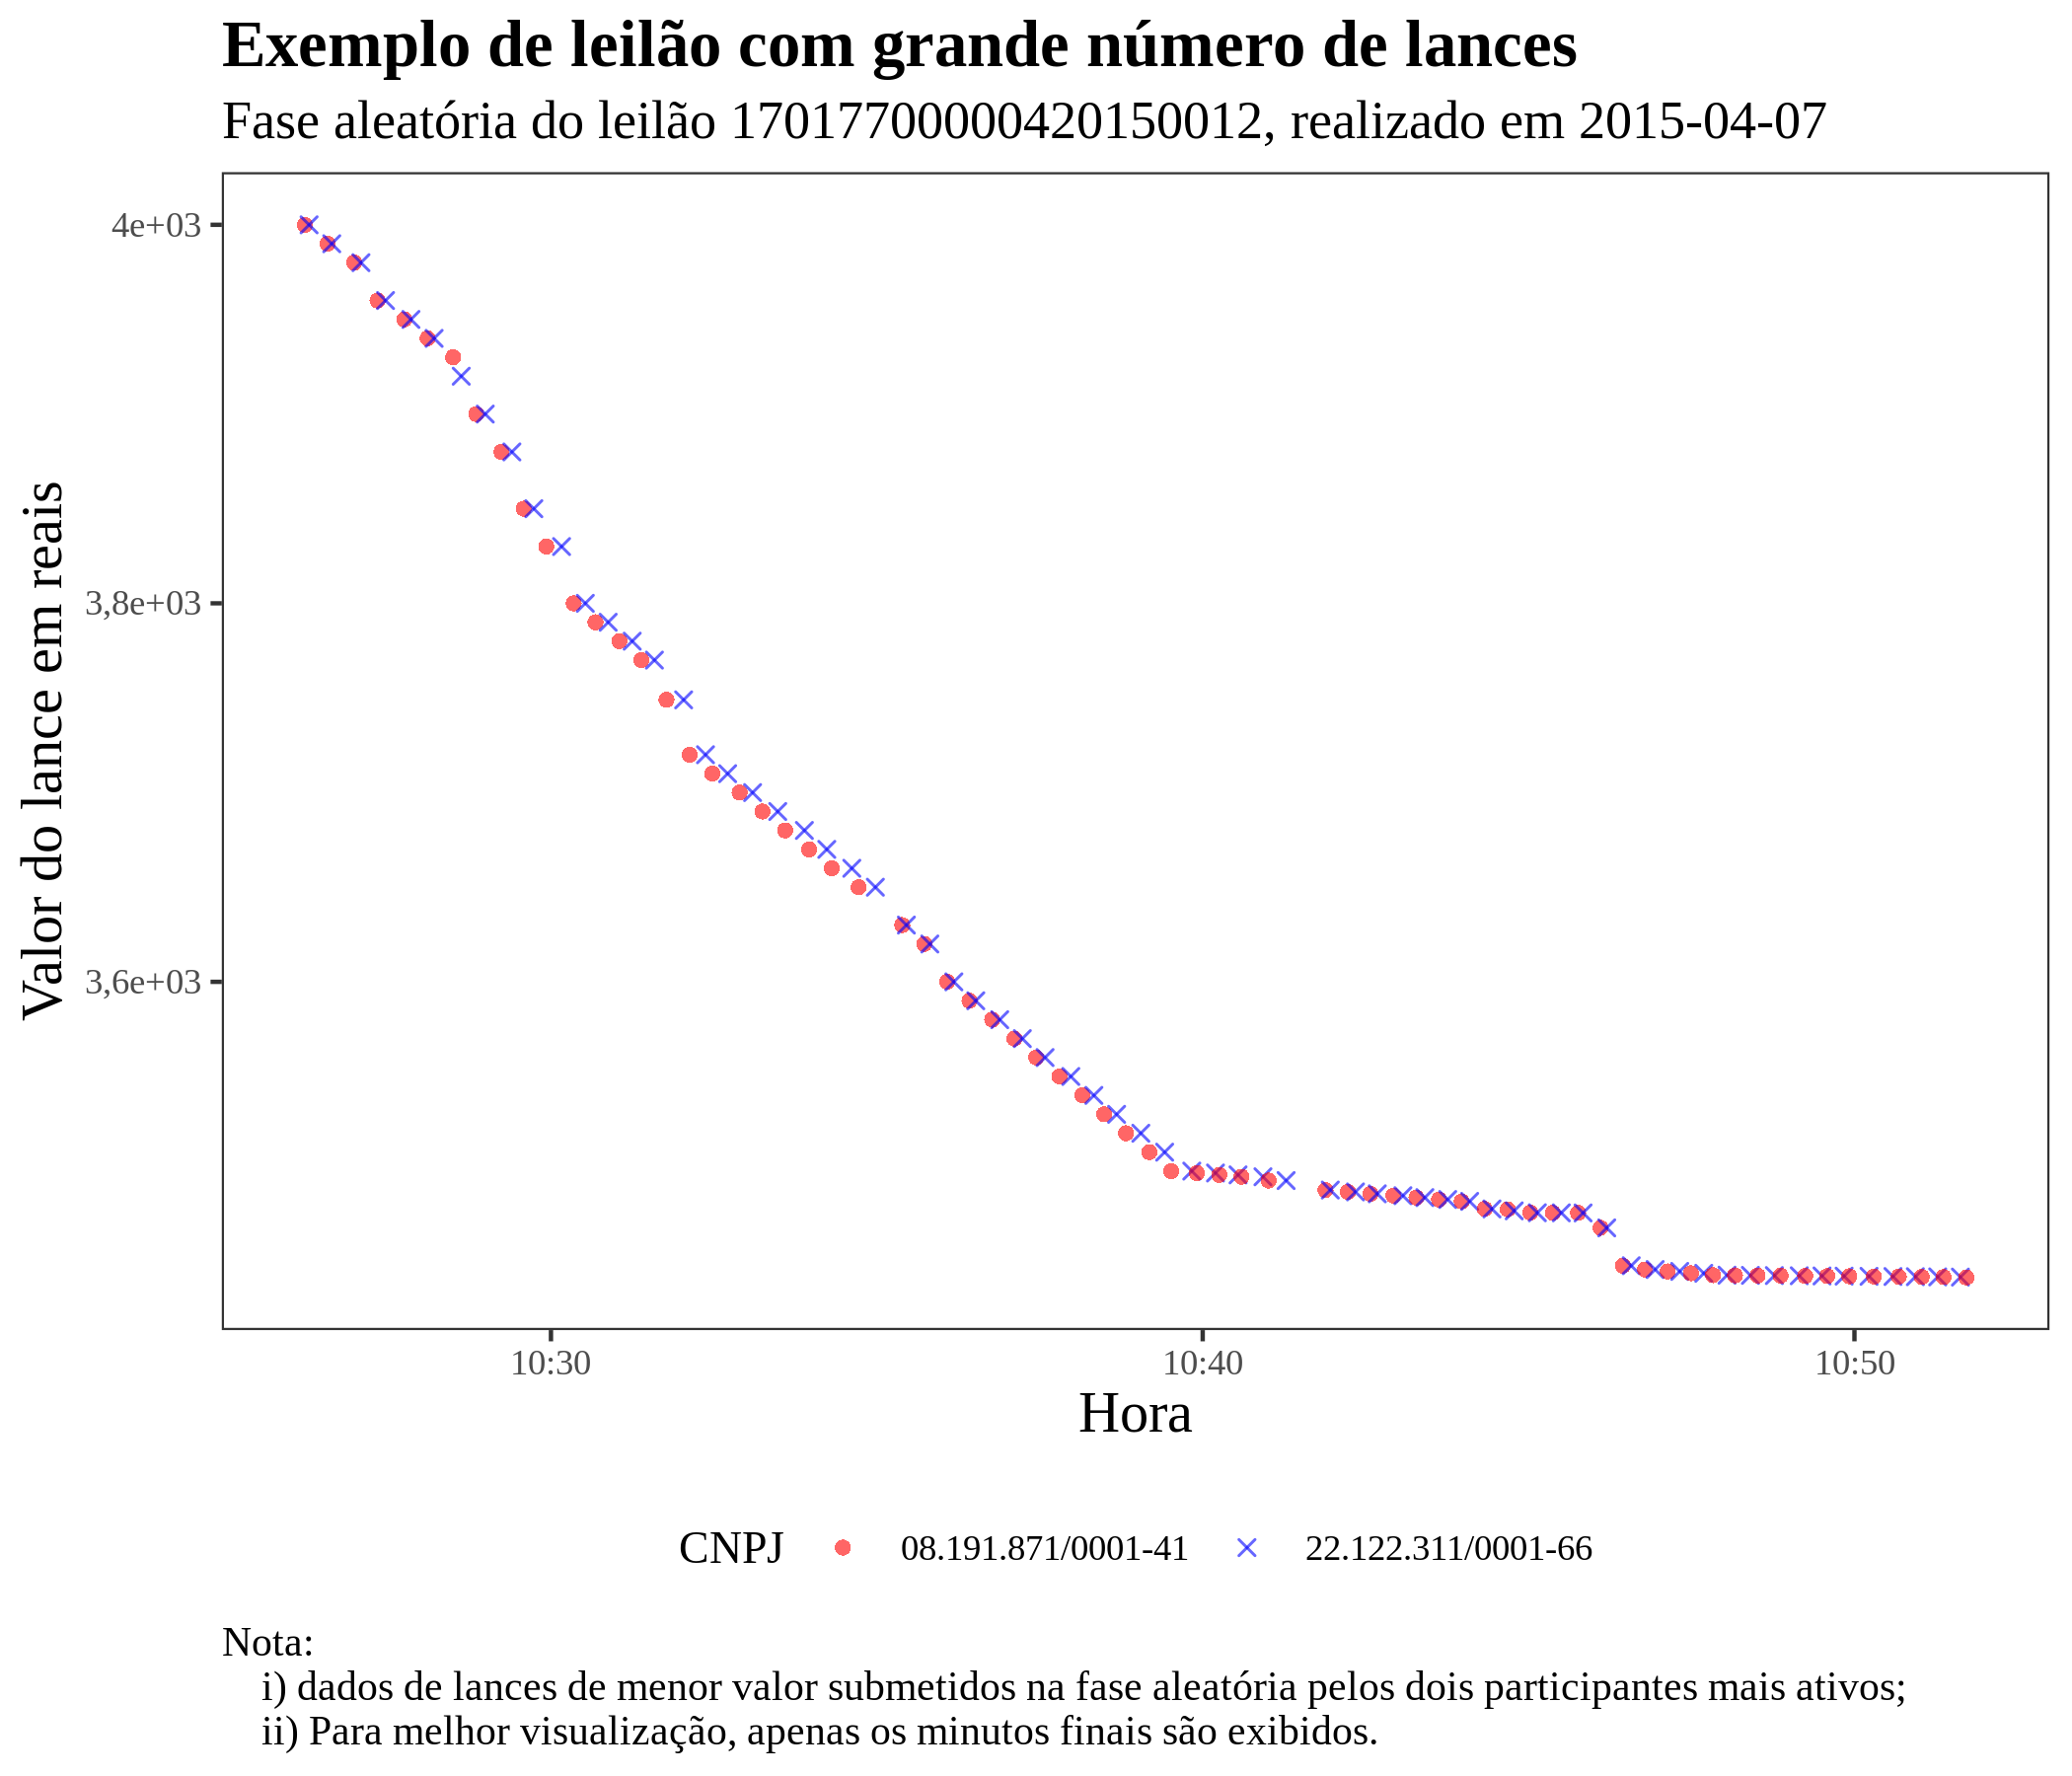 Exemplo de leilão com grande número de lances
Fase aleatória do leilão 17017700000420150012, realizado em 2015-04-07
Valor do lance em reais
4e+03
3,8e+03
3,6e+03
10:30 10:40 10:50
Hora
CNPJ 08.191.871/0001-41 22.122.311/0001-66
Nota:
i) dados de lances de menor valor submetidos na fase aleatória pelos dois participantes mais ativos;
ii) Para melhor visualização, apenas os minutos finais são exibidos.